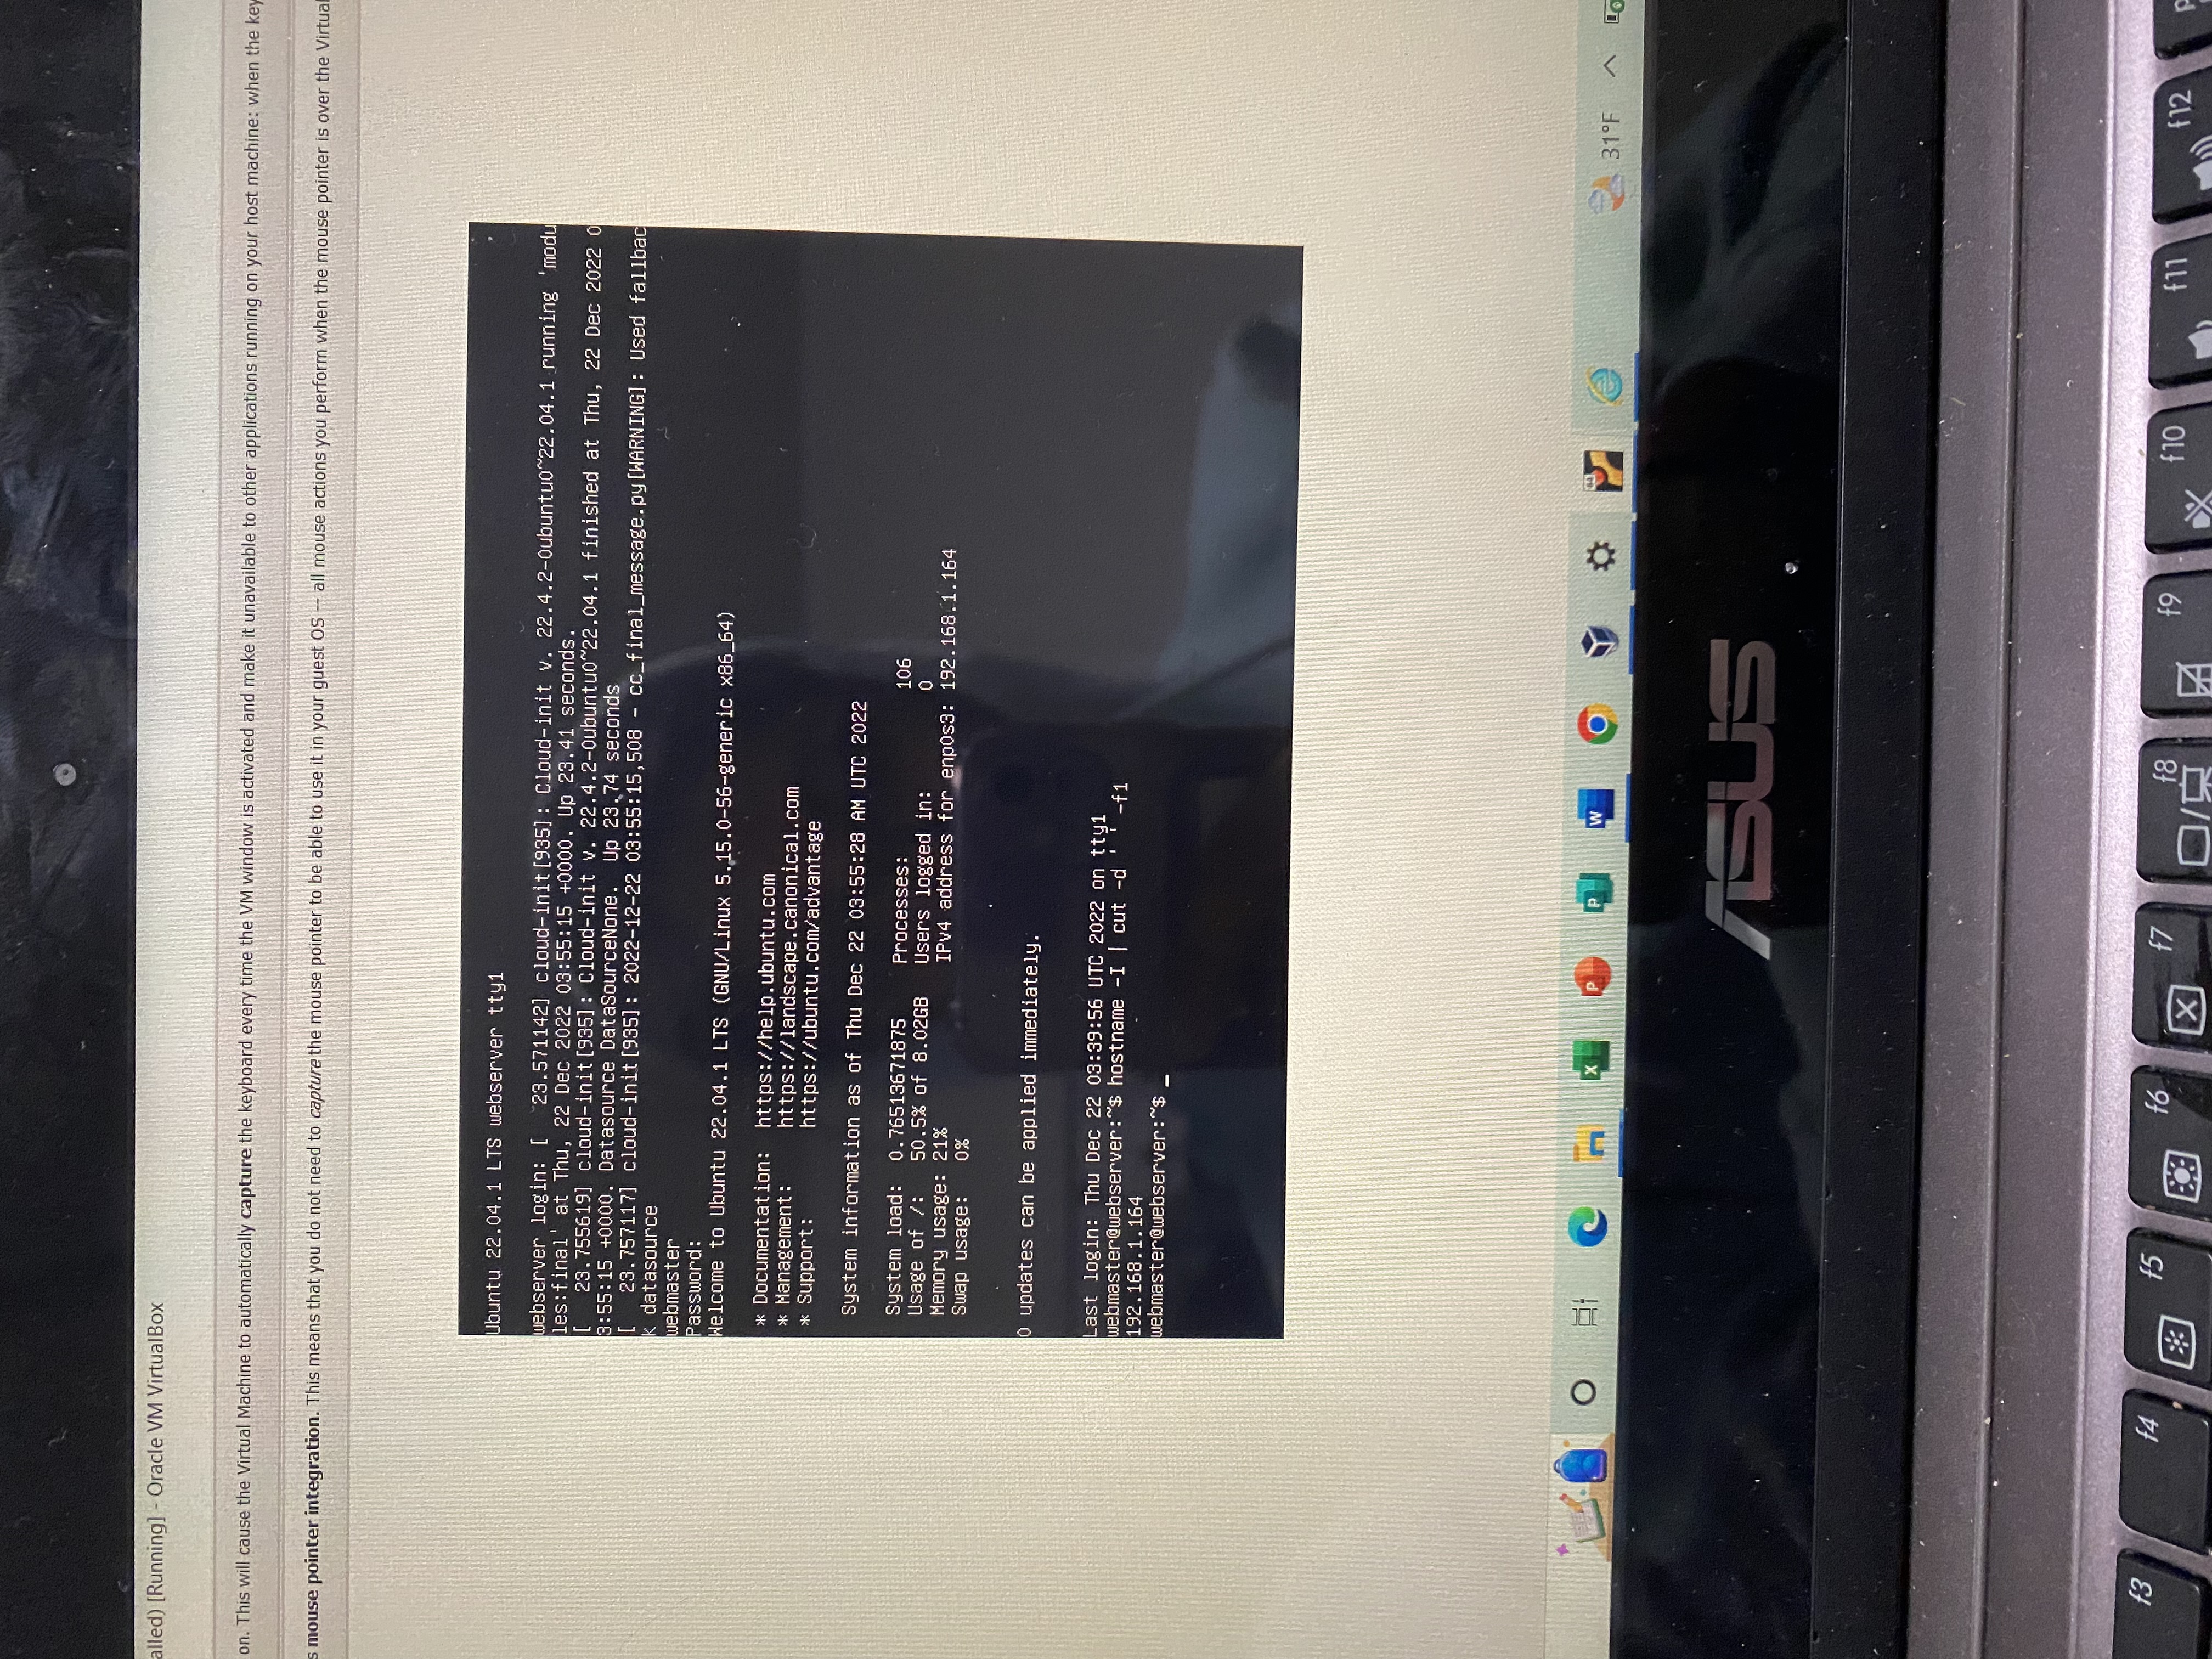 alled) [Running] - Oracle VM VirtualBox
on. This will cause the Virtual Machine to automatically capture the keyboard every time the VM window is activated and make it unavailable to other applications running on your host machine: when the key
s mouse pointer integration. This means that you do not need to capture the mouse pointer to be able to use it in your guest OS -- all mouse actions you perform when the mouse pointer is over the Virtual
Ubuntu 22.04.1 LTS webserver tty1
webserver login: [   23.571142] cloud-init[935]: Cloud-init v. 22.4.2-0ubuntu0~22.04.1 running 'modu
les:final' at Thu, 22 Dec 2022 03:55:15 +0000. Up 23.41 seconds.
[   23.755619] cloud-init[935]: Cloud-init v. 22.4.2-0ubuntu0~22.04.1 finished at Thu, 22 Dec 2022 0
3:55:15 +0000. Datasource DataSourceNone.  Up 23.74 seconds
[   23.757117] cloud-init[935]: 2022-12-22 03:55:15,508 - cc_final_message.py[WARNING]: Used fallbac
k datasource
webmaster
Password:
Welcome to Ubuntu 22.04.1 LTS (GNU/Linux 5.15.0-56-generic x86_64)
* Documentation:  https://help.ubuntu.com
* Management:     https://landscape.canonical.com
* Support:        https://ubuntu.com/advantage
System information as of Thu Dec 22 03:55:28 AM UTC 2022
System load:  0.76513671875     Processes:               106
Usage of /:   50.5% of 8.02GB   Users logged in:         0
Memory usage: 21%               IPv4 address for enp0s3: 192.168.1.164
Swap usage:   0%
0 updates can be applied immediately.
Last login: Thu Dec 22 03:39:56 UTC 2022 on tty1
webmaster@webserver:~$ hostname -I | cut -d ' ' -f1
192.168.1.164
webmaster@webserver:~$ _
X
P
P
W
64
31°F
ASUS
f3
f4
f5
f6
f7
f8
f9
f10
f11
f12